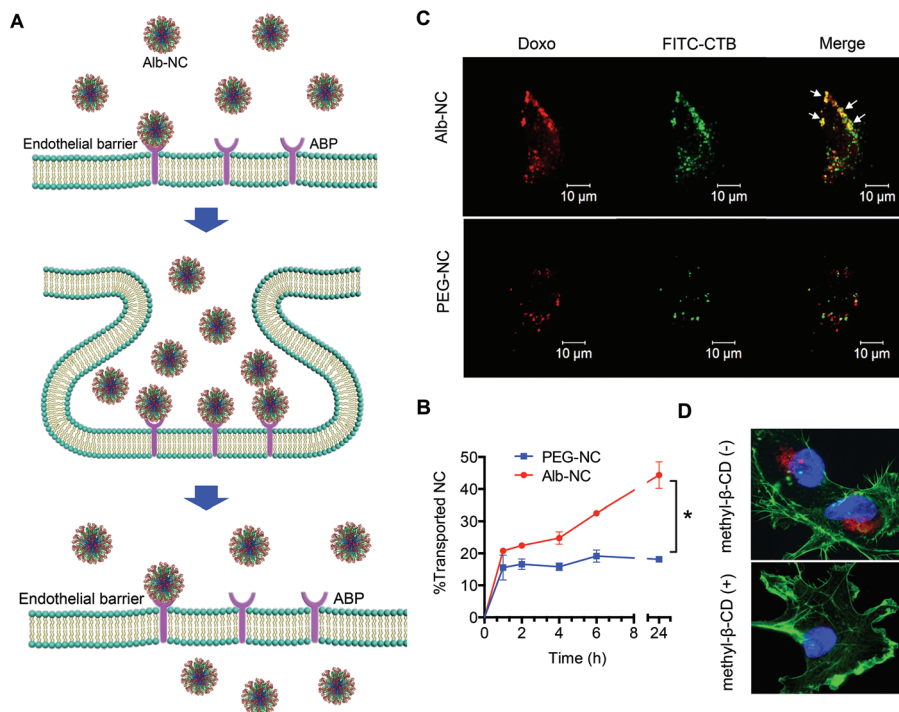 A
Alb-NC
Endothelial barrier
ABP
Endothelial barrier
ABP
C
Doxo
FITC-CTB
Merge
Alb-NC
10 µm
10 µm
10 µm
PEG-NC
10 µm
10 µm
10 µm
B
PEG-NC
Alb-NC
%Transported NC
50
40
30
20
10
0
*
0 2 4 6 8 24
Time (h)
D
methyl-β-CD (-)
methyl-β-CD (+)